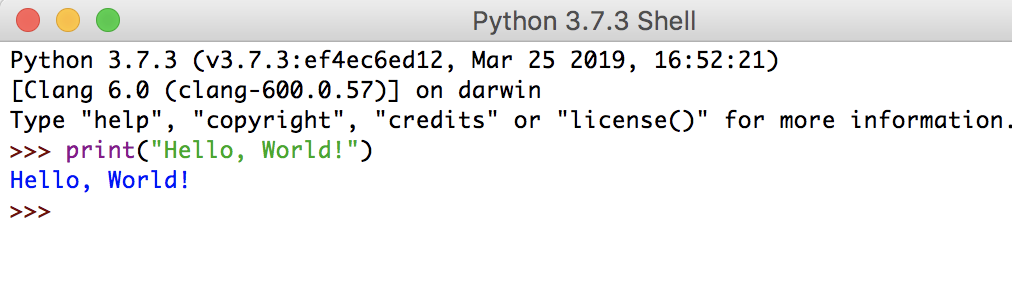 Python 3.7.3 Shell
Python 3.7.3 (v3.7.3:ef4ec6ed12, Mar 25 2019, 16:52:21)
[Clang 6.0 (clang-600.0.57)] on darwin
Type "help", "copyright", "credits" or "license()" for more information.
>>> print("Hello, World!")
Hello, World!
>>>